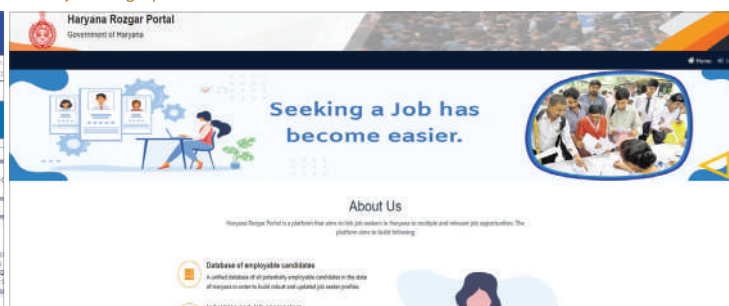 Haryana Rozgar Portal
Government of Haryana
Home
Seeking a Job has
become easier.
About Us
Haryana Rozgar Portal is a platform that aims to link job seekers in Haryana to multiple and relevant job opportunities. The
platform aims to build following
Database of employable candidates
A unified database of all potentially employable candidates in the state
of Haryana in order to build robust and updated job seeker profiles.